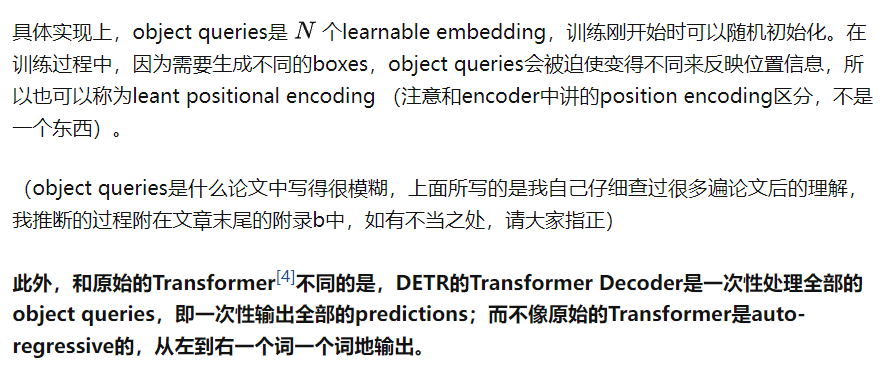 具体实现上，object queries是 N 个learnable embedding，训练刚开始时可以随机初始化。在
训练过程中，因为需要生成不同的boxes，object queries会被迫使变得不同来反映位置信息，所
以也可以称为leant positional encoding （注意和encoder中讲的position encoding区分，不是
一个东西）。
（object queries是什么论文中写得很模糊，上面所写的是我自己仔细查过很多遍论文后的理解，
我推断的过程附在文章末尾的附录b中，如有不当之处，请大家指正）
此外，和原始的Transformer[4]不同的是，DETR的Transformer Decoder是一次性处理全部的
object queries，即一次性输出全部的predictions；而不像原始的Transformer是auto-
regressive的，从左到右一个词一个词地输出。